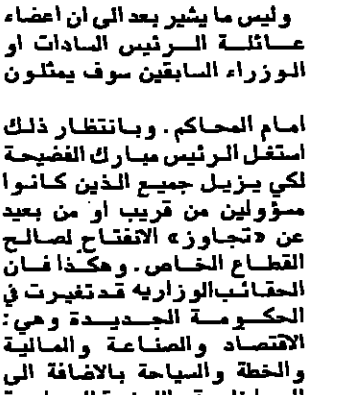 وليس ما يشير بعد الى ان اعضاء
عائلة الرئيس السادات او
الوزراء السابقين سوف يمثلون
امام المحاكم . وبانتظار ذلك
استغل الرئيس مبارك الفضيحة
لكي يزيل جميع الذين كانوا
مسؤولين من قريب او من بعيد
عن «تجاوز» الانفتاح لصالح
القطاع الخاص . وهكذا فان
الحقائب الوزاريه قد تغيرت في
الحكومة الجديدة وهي :
الاقتصاد والصناعة والمالية
والخطة والسياحة بالاضافة الى